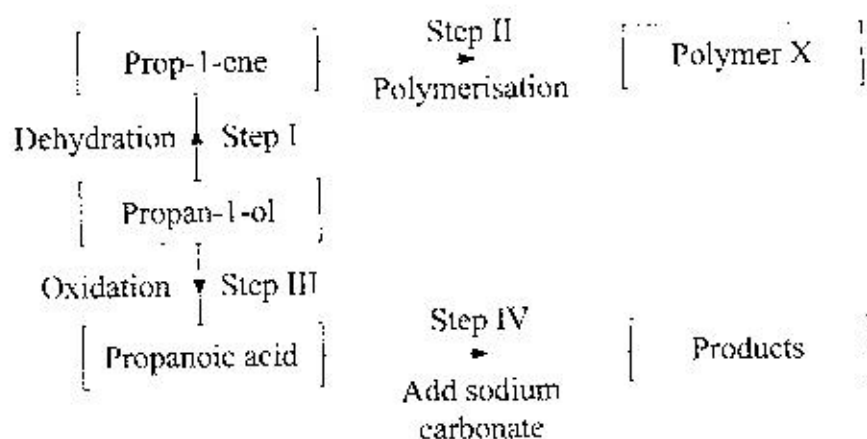 Step II
Prop-1-ene
Polymer X
Polymerisation
Dehydration Step I
Propan-1-ol
Oxidation Step III
Step IV
Propanoic acid
Products
Add sodium
carbonate